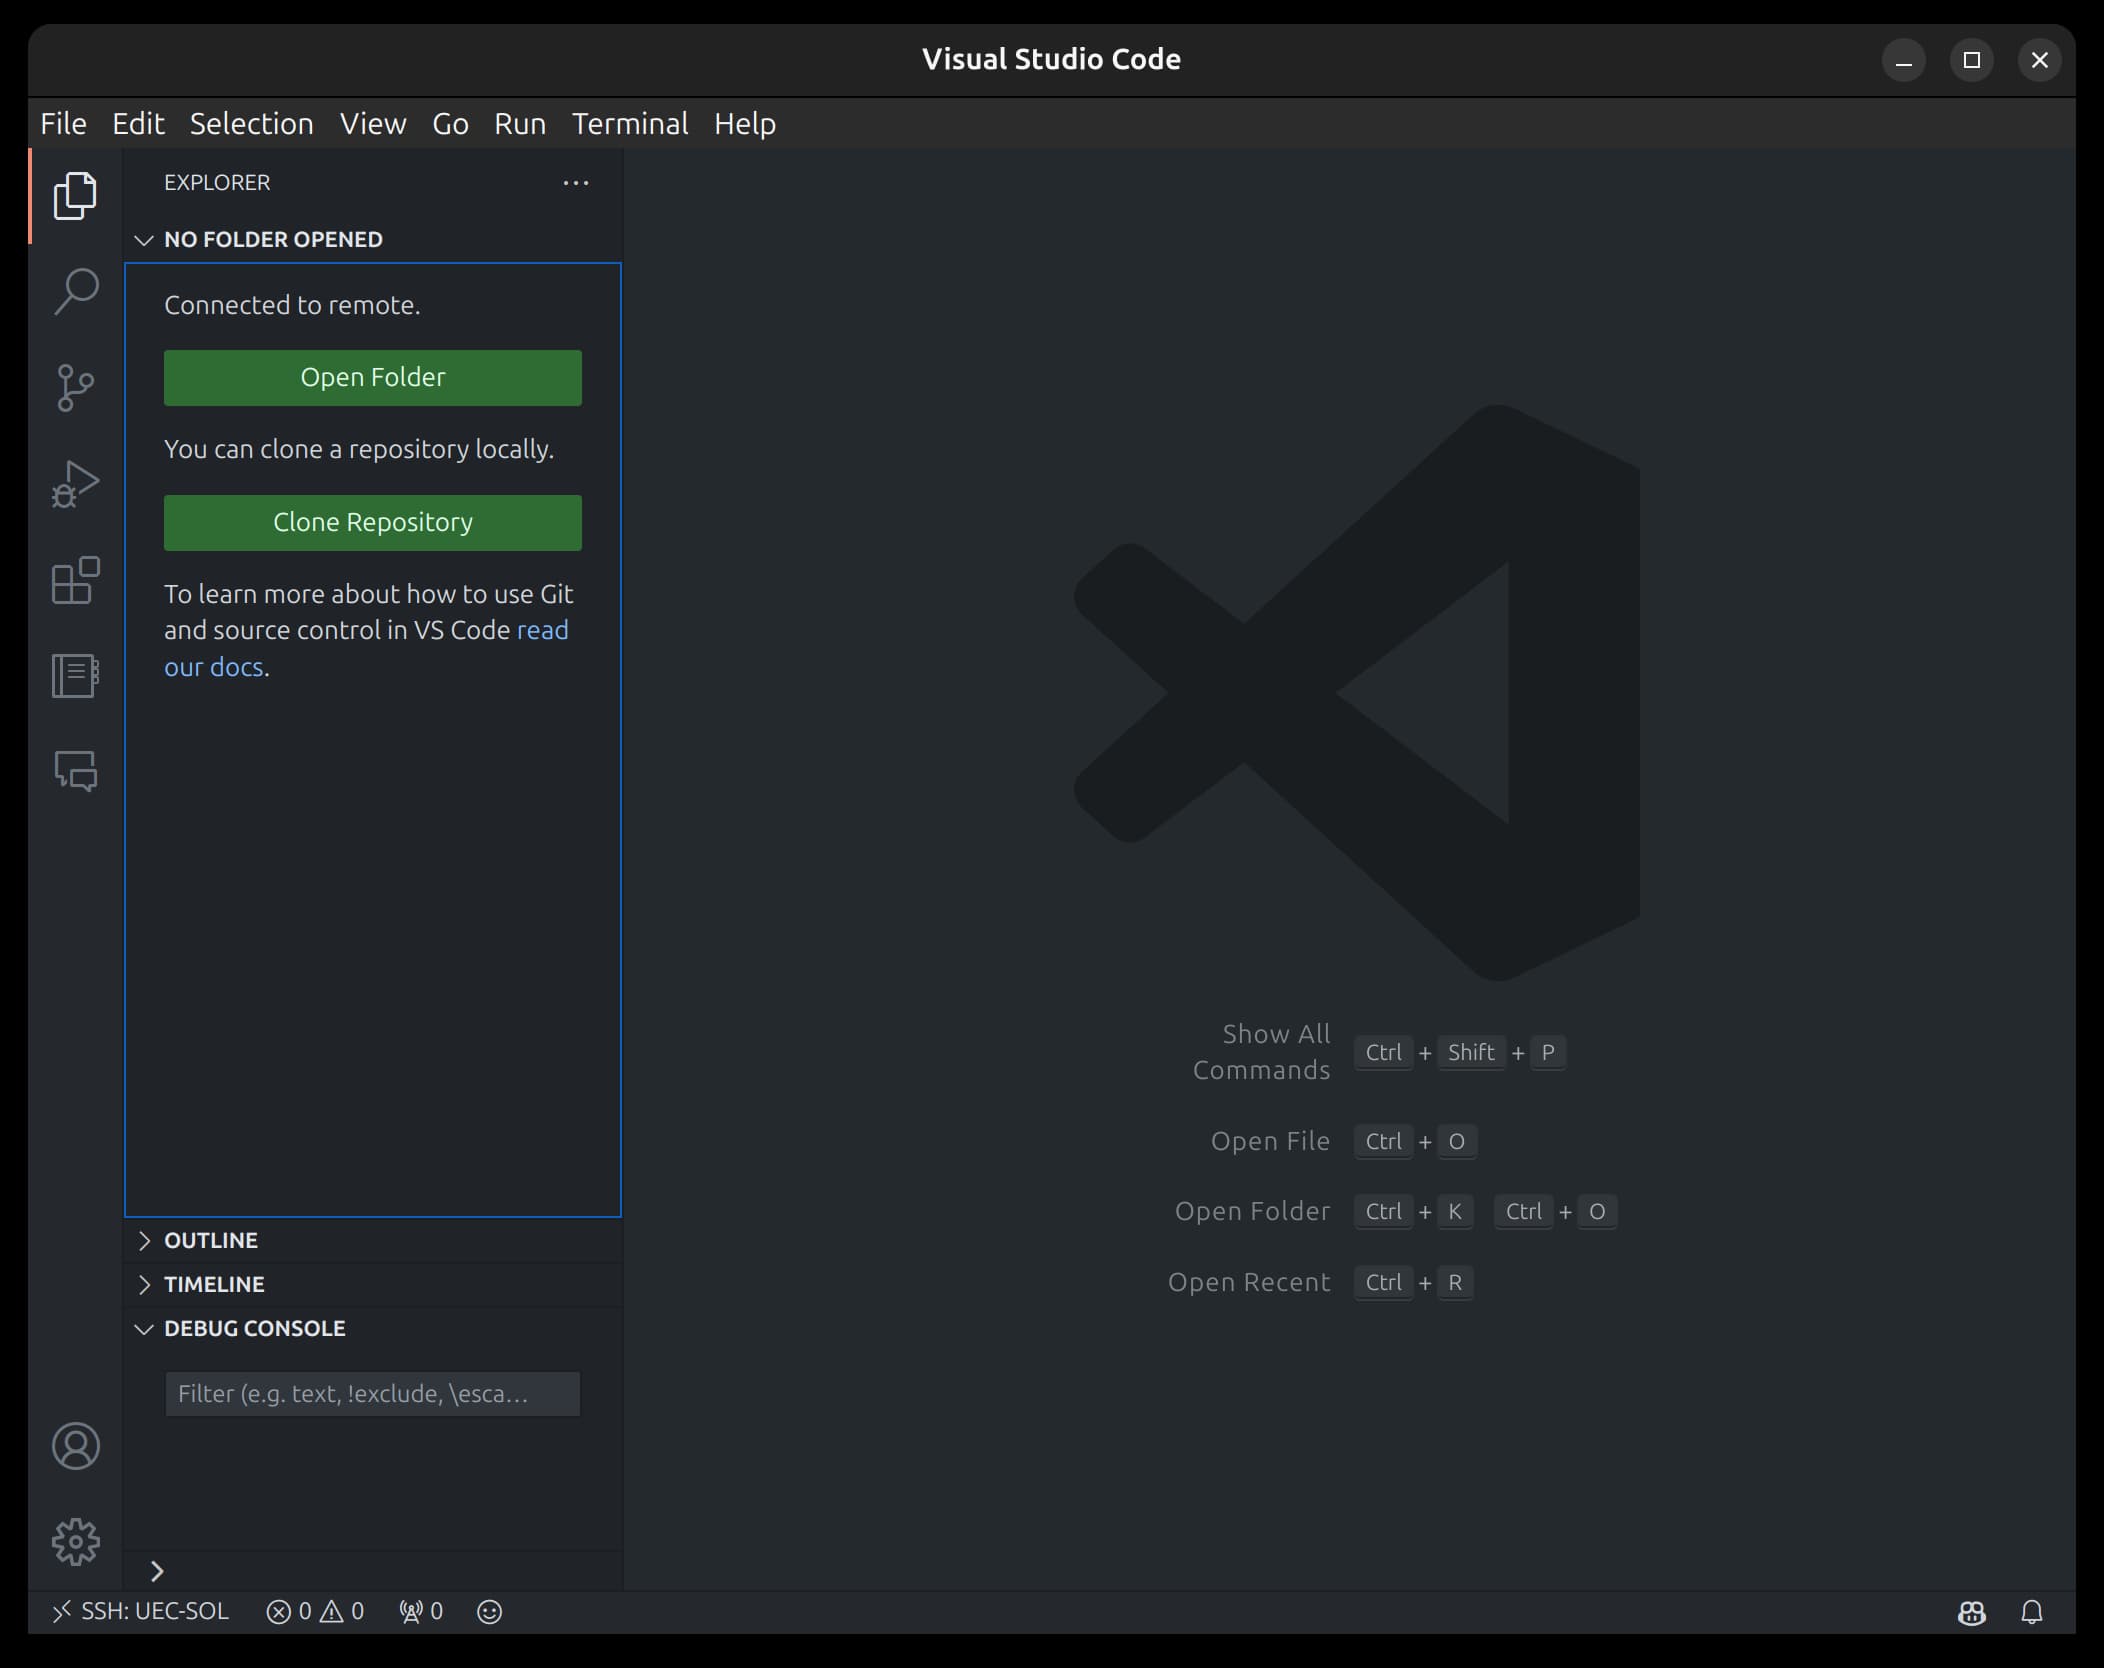 Visual Studio Code
File Edit Selection View Go Run Terminal Help
EXPLORER
NO FOLDER OPENED
Connected to remote.
Open Folder
You can clone a repository locally.
Clone Repository
To learn more about how to use Git
and source control in VS Code read
our docs.
OUTLINE
TIMELINE
DEBUG CONSOLE
Filter (e.g. text, !exclude, \esca...
Show All
Commands Ctrl + Shift + P
Open File Ctrl + O
Open Folder Ctrl + K Ctrl + O
Open Recent Ctrl + R
SSH: UEC-SOL 0 0 0